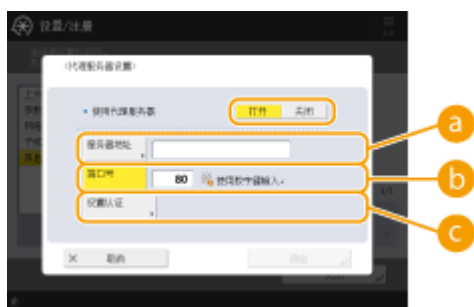 设置/注册
<代理服务器设置>
使用代理服务器
打开 关闭
服务器地址
a
端口号 80 使用数字键输入。
b
设置认证
c
× 取消